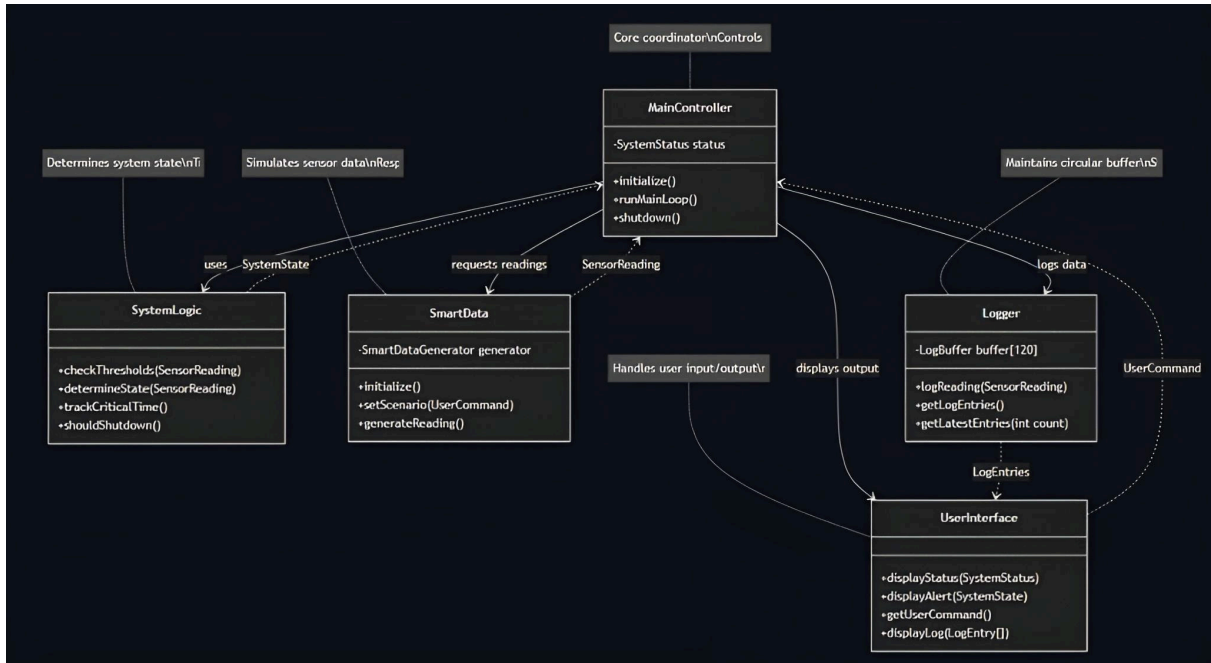 Core coordinator\nControls
MainController
-SystemStatus status
+initialize()
+runMainLoop()
+shutdown()
Determines system state\nT
Simulates sensor data\nResp
Maintains circular buffer\nS
uses
SystemState
requests readings
SensorReading
logs data
SystemLogic
+checkThresholds(SensorReading)
+determineState(SensorReading)
+trackCriticalTime()
+shouldShutdown()
SmartData
-SmartDataGenerator generator
+initialize()
+setScenario(UserCommand)
+generateReading()
Logger
-LogBuffer buffer[120]
+logReading(SensorReading)
+getLogEntries()
+getLatestEntries(int count)
Handles user input/output\r
displays output
UserCommand
LogEntries
UserInterface
+displayStatus(SystemStatus)
+displayAlert(SystemState)
+getUserCommand()
+displayLog(LogEntry[])